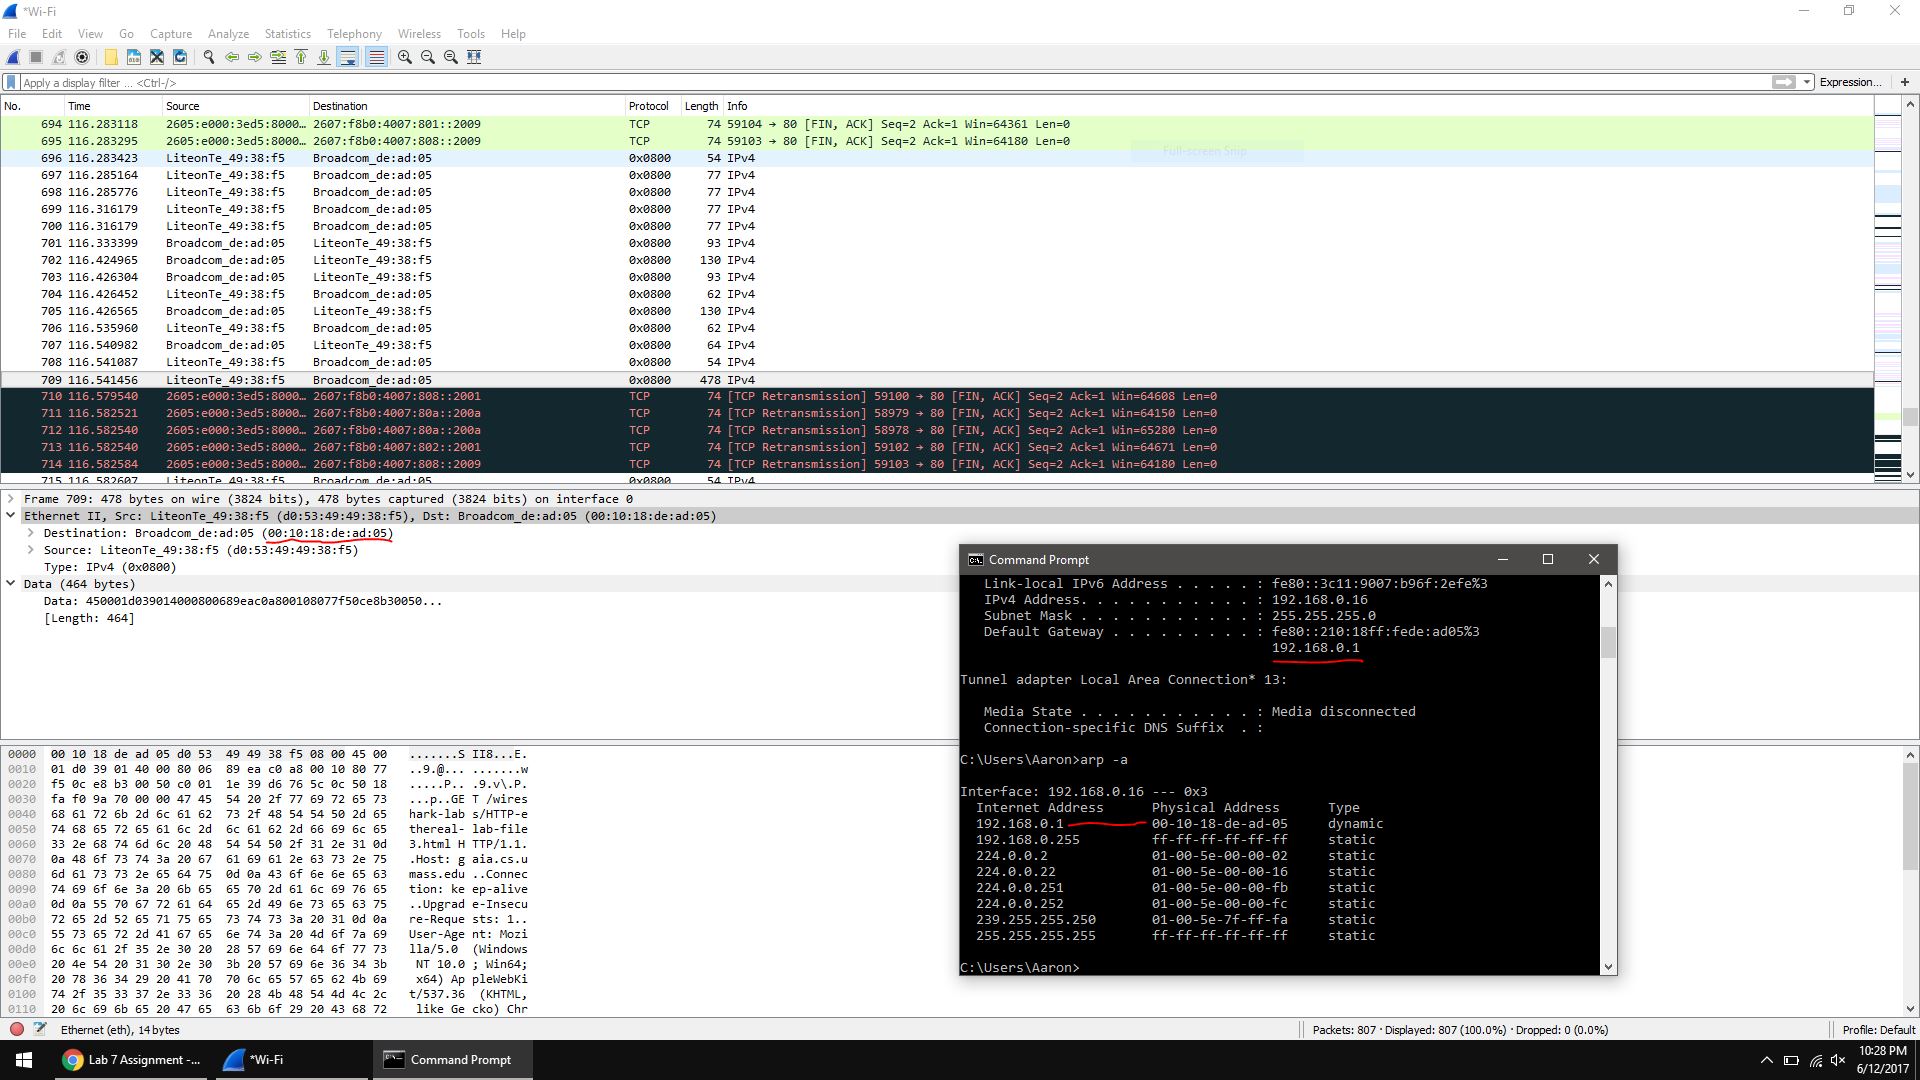 *Wi-Fi
File Edit View Go Capture Analyze Statistics Telephony Wireless Tools Help
Apply a display filter ... <Ctrl-/> Expression... +
No. Time Source Destination Protocol Length Info
694 116.283118 2605:e000:3ed5:8000… 2607:f8b0:4007:801::2009 TCP 74 59104 → 80 [FIN, ACK] Seq=2 Ack=1 Win=64361 Len=0
695 116.283295 2605:e000:3ed5:8000… 2607:f8b0:4007:808::2009 TCP 74 59103 → 80 [FIN, ACK] Seq=2 Ack=1 Win=64180 Len=0
Full-screen Snip
696 116.283423 LiteonTe_49:38:f5 Broadcom_de:ad:05 0x0800 54 IPv4
697 116.285164 LiteonTe_49:38:f5 Broadcom_de:ad:05 0x0800 77 IPv4
698 116.285776 LiteonTe_49:38:f5 Broadcom_de:ad:05 0x0800 77 IPv4
699 116.316179 LiteonTe_49:38:f5 Broadcom_de:ad:05 0x0800 77 IPv4
700 116.316179 LiteonTe_49:38:f5 Broadcom_de:ad:05 0x0800 77 IPv4
701 116.333399 Broadcom_de:ad:05 LiteonTe_49:38:f5 0x0800 93 IPv4
702 116.424965 Broadcom_de:ad:05 LiteonTe_49:38:f5 0x0800 130 IPv4
703 116.426304 Broadcom_de:ad:05 LiteonTe_49:38:f5 0x0800 93 IPv4
704 116.426452 LiteonTe_49:38:f5 Broadcom_de:ad:05 0x0800 62 IPv4
705 116.426565 Broadcom_de:ad:05 LiteonTe_49:38:f5 0x0800 130 IPv4
706 116.535960 LiteonTe_49:38:f5 Broadcom_de:ad:05 0x0800 62 IPv4
707 116.540982 Broadcom_de:ad:05 LiteonTe_49:38:f5 0x0800 64 IPv4
708 116.541087 LiteonTe_49:38:f5 Broadcom_de:ad:05 0x0800 54 IPv4
709 116.541456 LiteonTe_49:38:f5 Broadcom_de:ad:05 0x0800 478 IPv4
710 116.579540 2605:e000:3ed5:8000… 2607:f8b0:4007:808::2001 TCP 74 [TCP Retransmission] 59100 → 80 [FIN, ACK] Seq=2 Ack=1 Win=64608 Len=0
711 116.582521 2605:e000:3ed5:8000… 2607:f8b0:4007:80a::200a TCP 74 [TCP Retransmission] 58979 → 80 [FIN, ACK] Seq=2 Ack=1 Win=64150 Len=0
712 116.582540 2605:e000:3ed5:8000… 2607:f8b0:4007:80a::200a TCP 74 [TCP Retransmission] 58978 → 80 [FIN, ACK] Seq=2 Ack=1 Win=65280 Len=0
713 116.582540 2605:e000:3ed5:8000… 2607:f8b0:4007:802::2001 TCP 74 [TCP Retransmission] 59102 → 80 [FIN, ACK] Seq=2 Ack=1 Win=64671 Len=0
714 116.582584 2605:e000:3ed5:8000… 2607:f8b0:4007:808::2009 TCP 74 [TCP Retransmission] 59103 → 80 [FIN, ACK] Seq=2 Ack=1 Win=64180 Len=0
715 116.582607 LiteonTe_49:38:f5 Broadcom_de:ad:05 0x0800 54 IPv4
Frame 709: 478 bytes on wire (3824 bits), 478 bytes captured (3824 bits) on interface 0
Ethernet II, Src: LiteonTe_49:38:f5 (d0:53:49:49:38:f5), Dst: Broadcom_de:ad:05 (00:10:18:de:ad:05)
Destination: Broadcom_de:ad:05 (00:10:18:de:ad:05)
Source: LiteonTe_49:38:f5 (d0:53:49:49:38:f5)
Type: IPv4 (0x0800)
Data (464 bytes)
Data: 450001d039014000800689eac0a800108077f50ce8b30050...
[Length: 464]
0000 00 10 18 de ad 05 d0 53 49 49 38 f5 08 00 45 00 .......S II8...E.
0010 01 d0 39 01 40 00 80 06 89 ea c0 a8 00 10 80 77 ..9.@... .......w
0020 f5 0c e8 b3 00 50 c0 01 1e 39 d6 76 5c 0c 50 18 .....P.. .9.v\.P.
0030 fa f0 9a 70 00 00 47 45 54 20 2f 77 69 72 65 73 ...p..GE T /wires
0040 68 61 72 6b 2d 6c 61 62 73 2f 48 54 54 50 2d 65 hark-lab s/HTTP-e
0050 74 68 65 72 65 61 6c 2d 6c 61 62 2d 66 69 6c 65 thereal- lab-file
0060 33 2e 68 74 6d 6c 20 48 54 54 50 2f 31 2e 31 0d 3.html H TTP/1.1.
0070 0a 48 6f 73 74 3a 20 67 61 69 61 2e 63 73 2e 75 .Host: g aia.cs.u
0080 6d 61 73 73 2e 65 64 75 0d 0a 43 6f 6e 6e 65 63 mass.edu ..Connec
0090 74 69 6f 6e 3a 20 6b 65 65 70 2d 61 6c 69 76 65 tion: ke ep-alive
00a0 0d 0a 55 70 67 72 61 64 65 2d 49 6e 73 65 63 75 ..Upgrad e-Insecu
00b0 72 65 2d 52 65 71 75 65 73 74 73 3a 20 31 0d 0a re-Reque sts: 1..
00c0 55 73 65 72 2d 41 67 65 6e 74 3a 20 4d 6f 7a 69 User-Age nt: Mozi
00d0 6c 6c 61 2f 35 2e 30 20 28 57 69 6e 64 6f 77 73 lla/5.0 (Windows
00e0 20 4e 54 20 31 30 2e 30 3b 20 57 69 6e 36 34 3b NT 10.0 ; Win64;
00f0 20 78 36 34 29 20 41 70 70 6c 65 57 65 62 4b 69 x64) Ap pleWebKi
0100 74 2f 35 33 37 2e 33 36 20 28 4b 48 54 4d 4c 2c t/537.36 (KHTML,
0110 20 6c 69 6b 65 20 47 65 63 6b 6f 29 20 43 68 72 like Ge cko) Chr
Command Prompt
Link-local IPv6 Address . . . . . : fe80::3c11:9007:b96f:2efe%3
IPv4 Address. . . . . . . . . . . : 192.168.0.16
Subnet Mask . . . . . . . . . . . : 255.255.255.0
Default Gateway . . . . . . . . . : fe80::210:18ff:fede:ad05%3
192.168.0.1
Tunnel adapter Local Area Connection* 13:
Media State . . . . . . . . . . . : Media disconnected
Connection-specific DNS Suffix . :
C:\Users\Aaron>arp -a
Interface: 192.168.0.16 --- 0x3
Internet Address Physical Address Type
192.168.0.1 00-10-18-de-ad-05 dynamic
192.168.0.255 ff-ff-ff-ff-ff-ff static
224.0.0.2 01-00-5e-00-00-02 static
224.0.0.22 01-00-5e-00-00-16 static
224.0.0.251 01-00-5e-00-00-fb static
224.0.0.252 01-00-5e-00-00-fc static
239.255.255.250 01-00-5e-7f-ff-fa static
255.255.255.255 ff-ff-ff-ff-ff-ff static
C:\Users\Aaron>
Ethernet (eth), 14 bytes Packets: 807 · Displayed: 807 (100.0%) · Dropped: 0 (0.0%) Profile: Default
Lab 7 Assignment -... *Wi-Fi Command Prompt 10:28 PM
6/12/2017